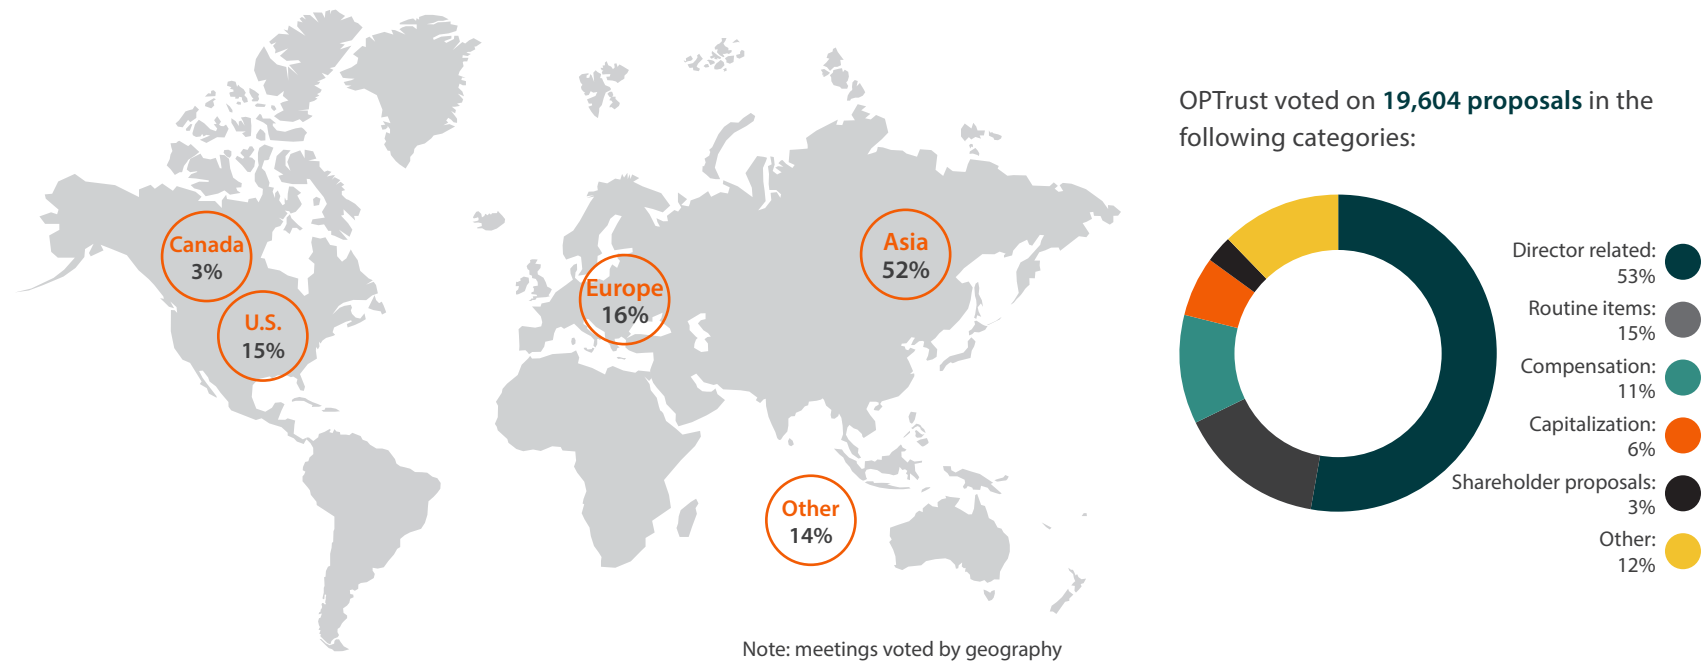 Canada
3%
U.S.
15%
Europe
16%
Asia
52%
Other
14%
Note: meetings voted by geography
OPTrust voted on 19,604 proposals in the
following categories:
Director related:
53%
Routine items:
15%
Compensation:
11%
Capitalization:
6%
Shareholder proposals:
3%
Other:
12%